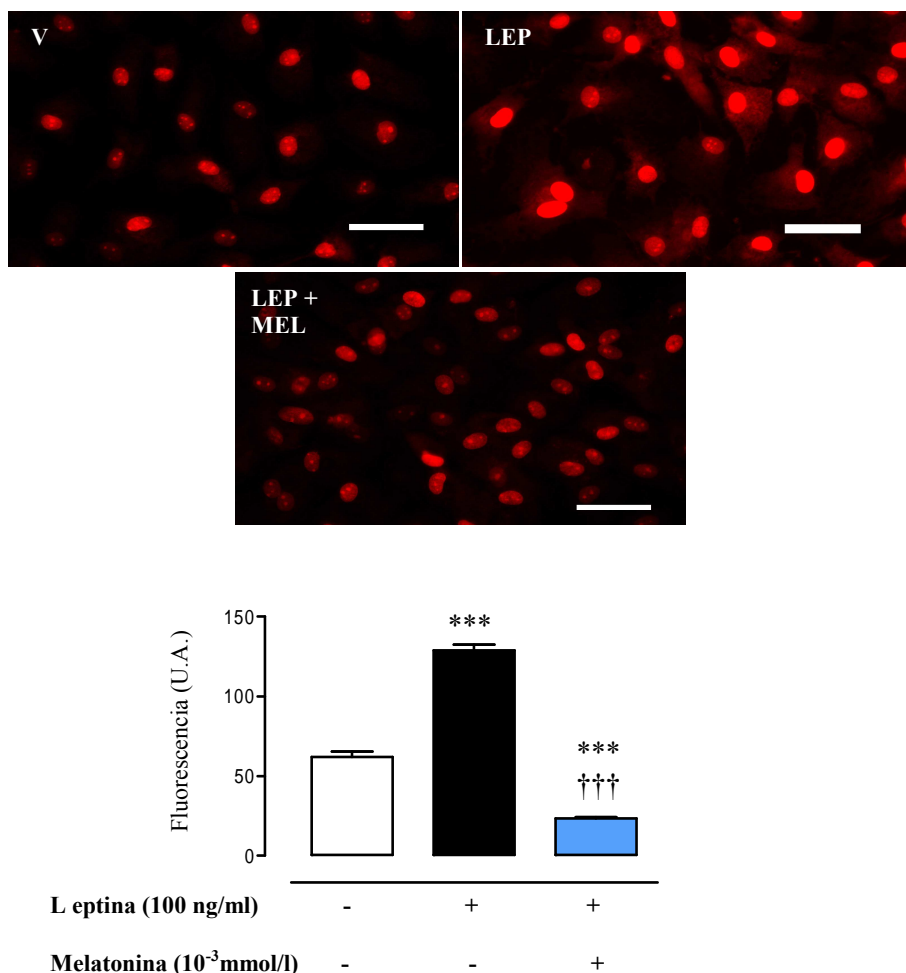 V
LEP
LEP +
MEL
150
***
100
***
50
†††
0
Fluorescencia (U.A.)
L eptina (100 ng/ml) - + +
Melatonina (10⁻³mmol/l) - - +